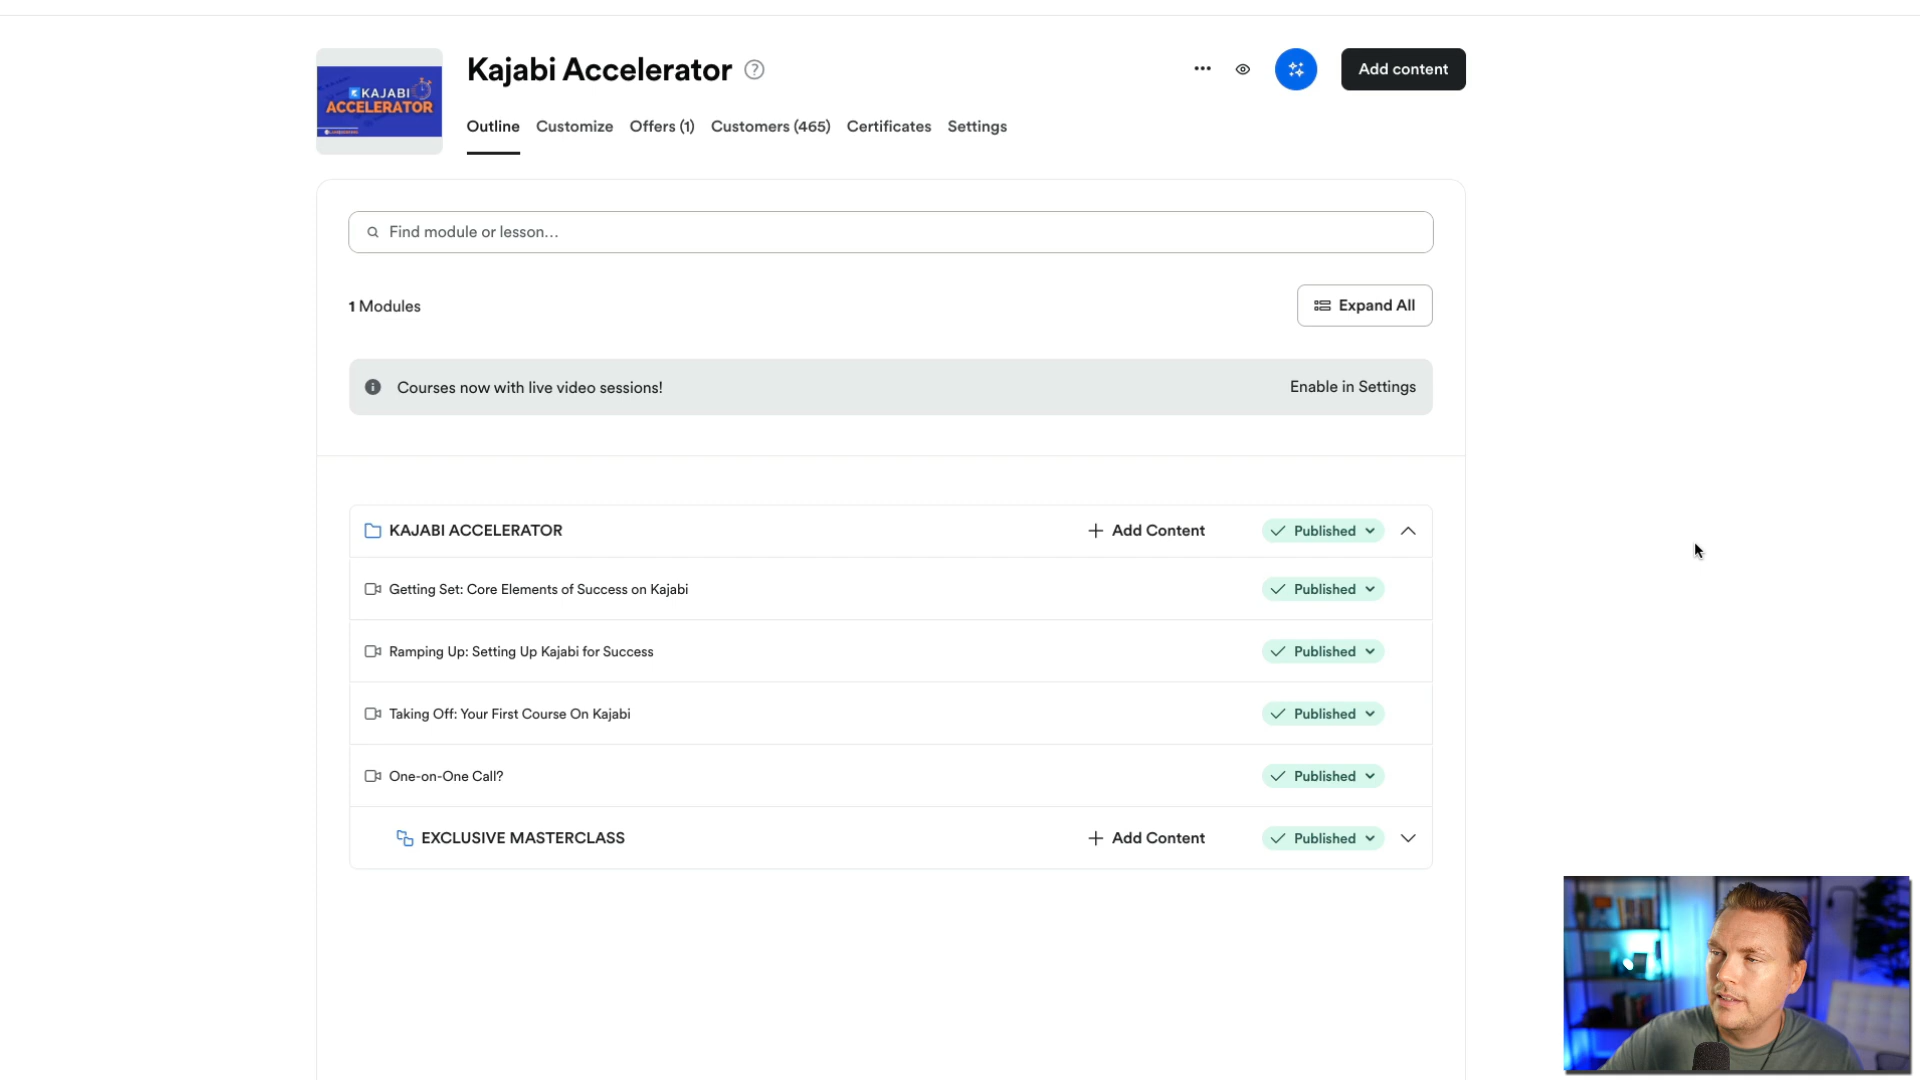 KAJABI
ACCELERATOR
Kajabi Accelerator
Add content
Outline
Customize
Offers (1)
Customers (465)
Certificates
Settings
Find module or lesson...
1 Modules
Expand All
Courses now with live video sessions!
Enable in Settings
KAJABI ACCELERATOR
Add Content
Published
Getting Set: Core Elements of Success on Kajabi
Published
Ramping Up: Setting Up Kajabi for Success
Published
Taking Off: Your First Course On Kajabi
Published
One-on-One Call?
Published
EXCLUSIVE MASTERCLASS
Add Content
Published